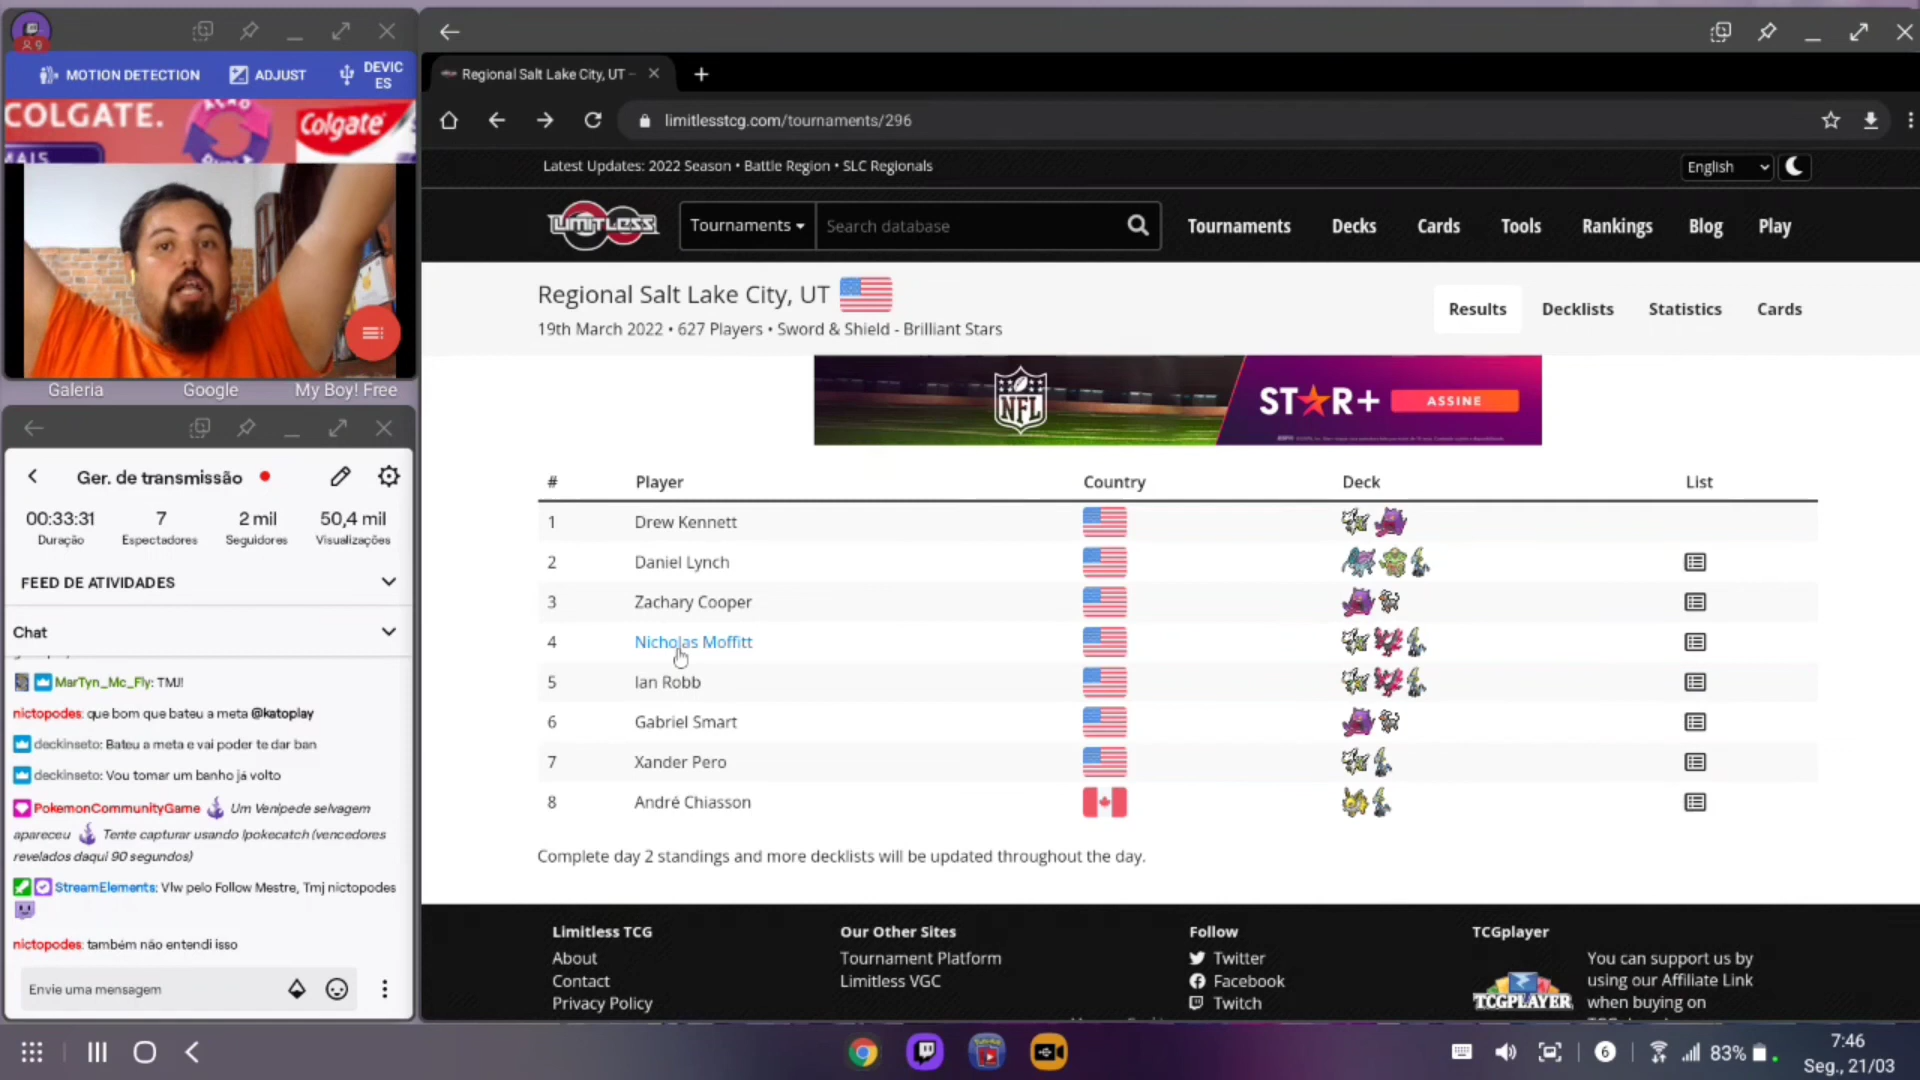 9
MOTION DETECTION
ADJUST
DEVIC
ES
COLGATE.
MAIS
Colgate
Galeria
Google
My Boy! Free
Ger. de transmissão
00:33:31
7
2 mil
50,4 mil
Duração
Espectadores
Seguidores
Visualizações
FEED DE ATIVIDADES
Chat
MarTyn_Mc_Fly: TMJ!
nictopodes: que bom que bateu a meta @katoplay
deckinseto: Bateu a meta e vai poder te dar ban
deckinseto: Vou tomar um banho já volto
PokemonCommunityGame Um Venipede selvagem
apareceu Tente capturar usando !pokecatch (vencedores
revelados daqui 90 segundos)
StreamElements: Vlw pelo Follow Mestre, Tmj nictopodes
nictopodes: também não entendi isso
Envie uma mensagem
Regional Salt Lake City, UT -
limitlesstcg.com/tournaments/296
Latest Updates: 2022 Season • Battle Region • SLC Regionals
English
LIMITLESS
Tournaments
Search database
Tournaments
Decks
Cards
Tools
Rankings
Blog
Play
Regional Salt Lake City, UT
19th March 2022 • 627 Players • Sword & Shield - Brilliant Stars
Results
Decklists
Statistics
Cards
NFL
STAR+
ASSINE
# Player Country Deck List
1 Drew Kennett
2 Daniel Lynch
3 Zachary Cooper
4 Nicholas Moffitt
5 Ian Robb
6 Gabriel Smart
7 Xander Pero
8 André Chiasson
Complete day 2 standings and more decklists will be updated throughout the day.
Limitless TCG
About
Contact
Privacy Policy
Our Other Sites
Tournament Platform
Limitless VGC
Follow
Twitter
Facebook
Twitch
TCGplayer
TCGPLAYER
You can support us by
using our Affiliate Link
when buying on
6
83%
7:46
Seg., 21/03